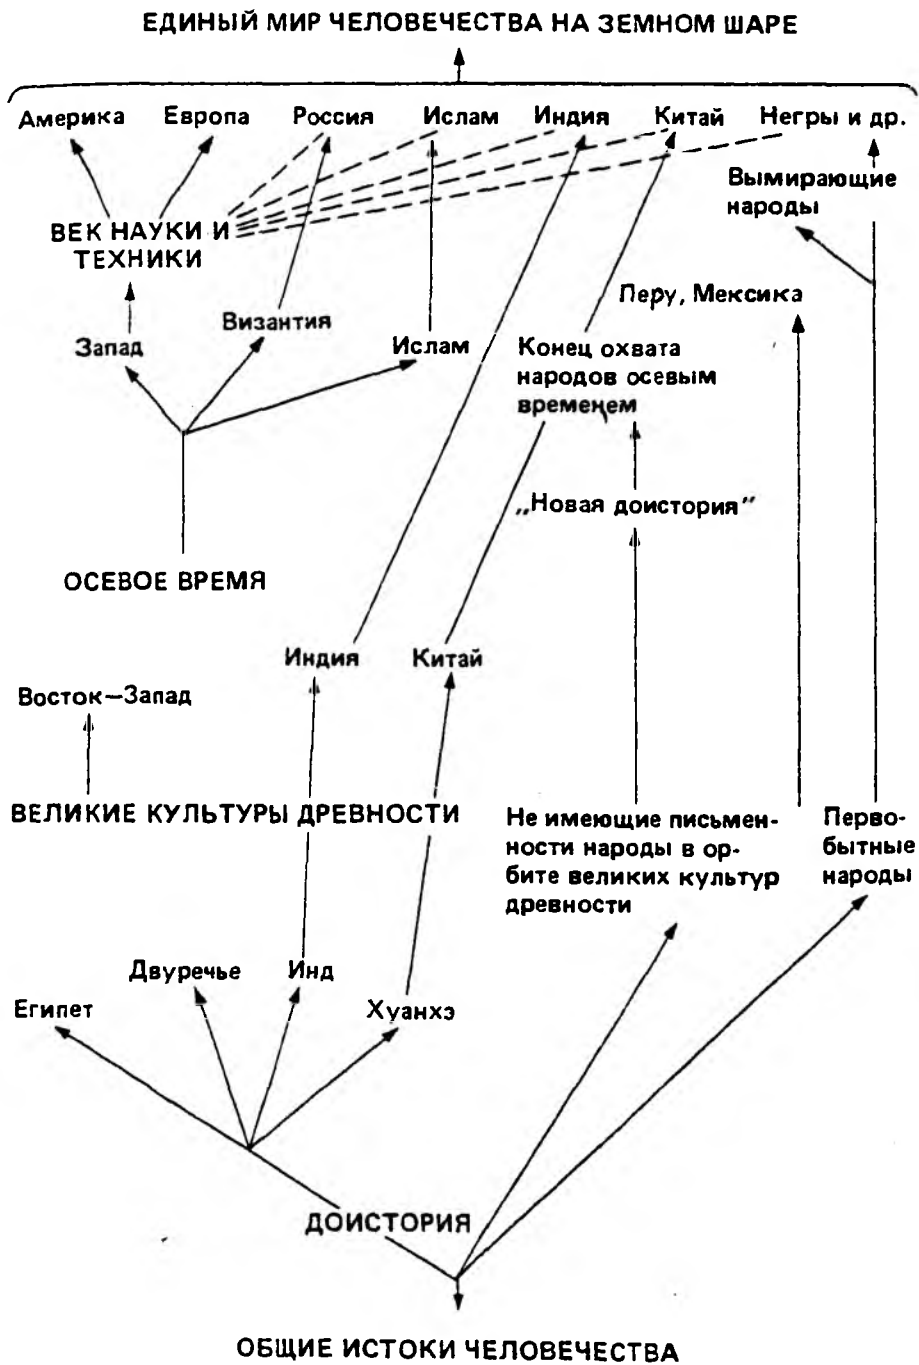 ЕДИНЫЙ МИР ЧЕЛОВЕЧЕСТВА НА ЗЕМНОМ ШАРЕ
Америка Европа Россия Ислам Индия Китай Негры и др.
Вымирающие
народы
ВЕК НАУКИ И
ТЕХНИКИ
Перу, Мексика
Византия
Запад
Ислам
Конец охвата
народов осевым
временем
„Новая доистория”
ОСЕВОЕ ВРЕМЯ
Индия Китай
Восток—Запад
ВЕЛИКИЕ КУЛЬТУРЫ ДРЕВНОСТИ
Не имеющие письмен-
ности народы в ор-
бите великих культур
древности
Перво-
бытные
народы
Двуречье Инд
Египет Хуанхэ
ДОИСТОРИЯ
ОБЩИЕ ИСТОКИ ЧЕЛОВЕЧЕСТВА